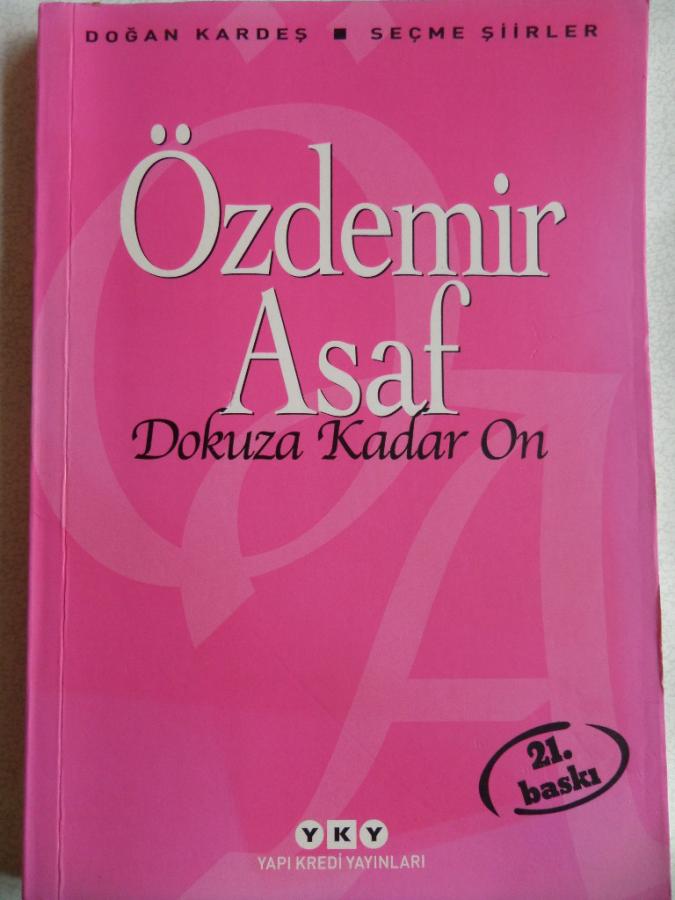 DOĞAN KARDEŞ ■ SEÇME ŞİİRLER
Özdemir
Asaf
Dokuza Kadar On
21.
baskı
YKY
YAPI KREDİ YAYINLARI